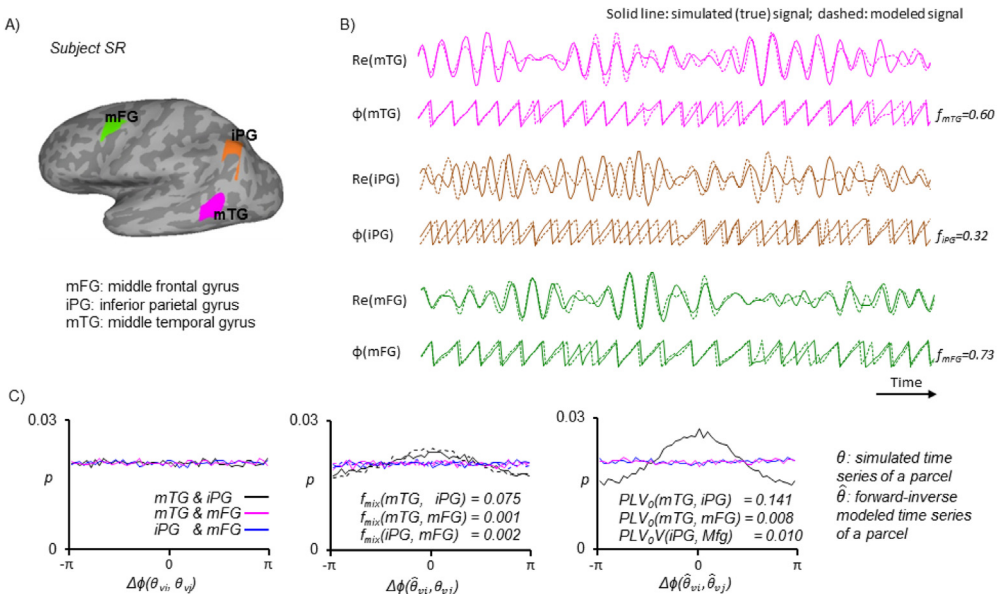 A)
Subject SR
mFG
iPG
mTG
mFG: middle frontal gyrus
iPG: inferior parietal gyrus
mTG: middle temporal gyrus
B)
Solid line: simulated (true) signal; dashed: modeled signal
Re(mTG)
ϕ(mTG)
f_mTG=0.60
Re(iPG)
ϕ(iPG)
f_iPG=0.32
Re(mFG)
ϕ(mFG)
f_mFG=0.73
Time
C)
0.03
p
0
mTG & iPG
mTG & mFG
iPG & mFG
-π 0 π
Δϕ(θ_vi, θ_vj)
0.03
p
0
f_mix(mTG, iPG) = 0.075
f_mix(mTG, mFG) = 0.001
f_mix(iPG, mFG) = 0.002
-π 0 π
Δϕ(θ̂_vi, θ_vj)
0.03
p
0
PLV₀(mTG, iPG) = 0.141
PLV₀(mTG, mFG) = 0.008
PLV₀V(iPG, Mfg) = 0.010
-π 0 π
Δϕ(θ̂_vi, θ̂_vj)
θ: simulated time
series of a parcel
θ̂: forward-inverse
modeled time series
of a parcel